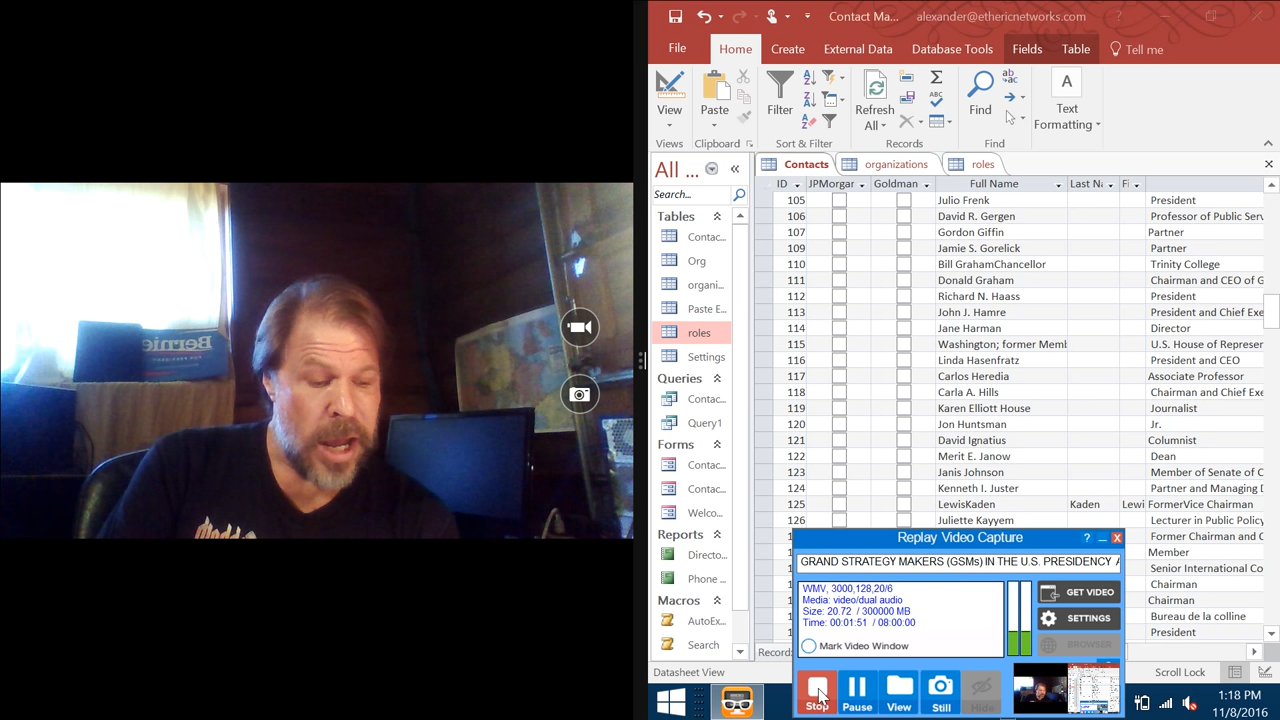 Contact Ma...
alexander@ethericnetworks.com
?
File
Home
Create
External Data
Database Tools
Fields
Table
Tell me
View
Paste
Filter
Refresh
All
Find
Text
Formatting
Views
Clipboard
Sort & Filter
Records
Find
All ...
Contacts
organizations
roles
Search...
Tables
Contac...
Org
organi...
Paste E...
roles
Settings
Queries
Contac...
Query1
Forms
Contac...
Contac...
Welco...
Reports
Directo...
Phone ...
Macros
AutoEx...
Search
ID JPMorgar Goldman Full Name Last Na Fi
105 Julio Frenk President
106 David R. Gergen Professor of Public Serv
107 Gordon Giffin Partner
109 Jamie S. Gorelick Partner
110 Bill GrahamChancellor Trinity College
111 Donald Graham Chairman and CEO of G
112 Richard N. Haass President
113 John J. Hamre President and Chief Exe
114 Jane Harman Director
115 Washington; former Memb U.S. House of Represer
116 Linda Hasenfratz President and CEO
117 Carlos Heredia Associate Professor
118 Carla A. Hills Chairman and Chief Exe
119 Karen Elliott House Journalist
120 Jon Huntsman Jr.
121 David Ignatius Columnist
122 Merit E. Janow Dean
123 Janis Johnson Member of Senate of C
124 Kenneth I. Juster Partner and Managing D
125 LewisKaden Kaden Lewi FormerVice Chairman
126 Juliette Kayyem Lecturer in Public Policy
Former Chairman and C
Member
Senior International Co
Chairman
Chairman
Bureau de la colline
President
Record:
Datasheet View
Scroll Lock
Replay Video Capture
?
GRAND STRATEGY MAKERS (GSMs) IN THE U.S. PRESIDENCY A
WMV, 3000,128,20/6
Media: video/dual audio
Size: 20.72 / 300000 MB
Time: 00:01:51 / 08:00:00
Mark Video Window
GET VIDEO
SETTINGS
BROWSER
Stop
Pause
View
Still
Hide
1:18 PM
11/8/2016
Bernie